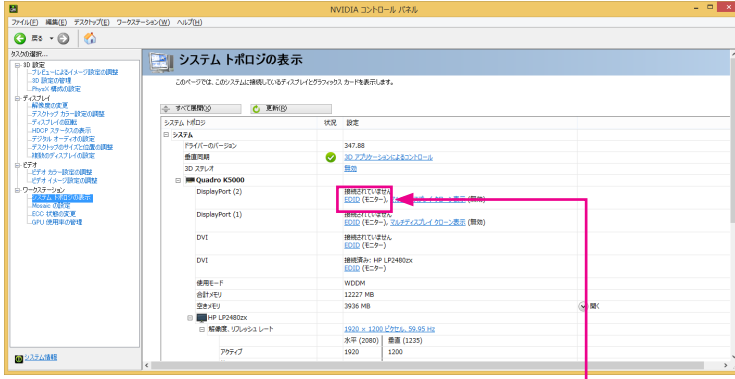 NVIDIA コントロール パネル
ファイル(F) 編集(E) デスクトップ(T) ワークステーション(W) ヘルプ(H)
戻る
タスクの選択...
3D 設定
プレビューによるイメージ設定の調整
3D 設定の管理
PhysX 構成の設定
ディスプレイ
解像度の変更
デスクトップ カラー設定の調整
ディスプレイの回転
HDCP ステータスの表示
デジタル オーディオの設定
デスクトップのサイズと位置の調整
複数のディスプレイの設定
ビデオ
ビデオ カラー設定の調整
ビデオ イメージ設定の調整
ワークステーション
システム トポロジの表示
Mosaic の設定
ECC 状態の変更
GPU 使用率の管理
システム情報
システム トポロジの表示
このページでは、このシステムに接続しているディスプレイとグラフィックス カードを表示します。
すべて展開(X) 更新(R)
システム トポロジ 状況 設定
システム
ドライバーのバージョン 347.88
垂直同期 3D アプリケーションによるコントロール
3D ステレオ 無効
Quadro K5000
DisplayPort (2) 接続されていません
EDID (モニター), マルチディスプレイ クローン表示 (無効)
DisplayPort (1) 接続されていません
EDID (モニター), マルチディスプレイ クローン表示 (無効)
DVI 接続されていません
EDID (モニター)
DVI 接続済み: HP LP2480zx
EDID (モニター)
使用モード WDDM
合計メモリ 12227 MB
空きメモリ 3936 MB
開く
HP LP2480zx
解像度、リフレッシュ レート 1920 x 1200 ピクセル、59.95 Hz
水平 (2080) 垂直 (1235)
アクティブ 1920 1200